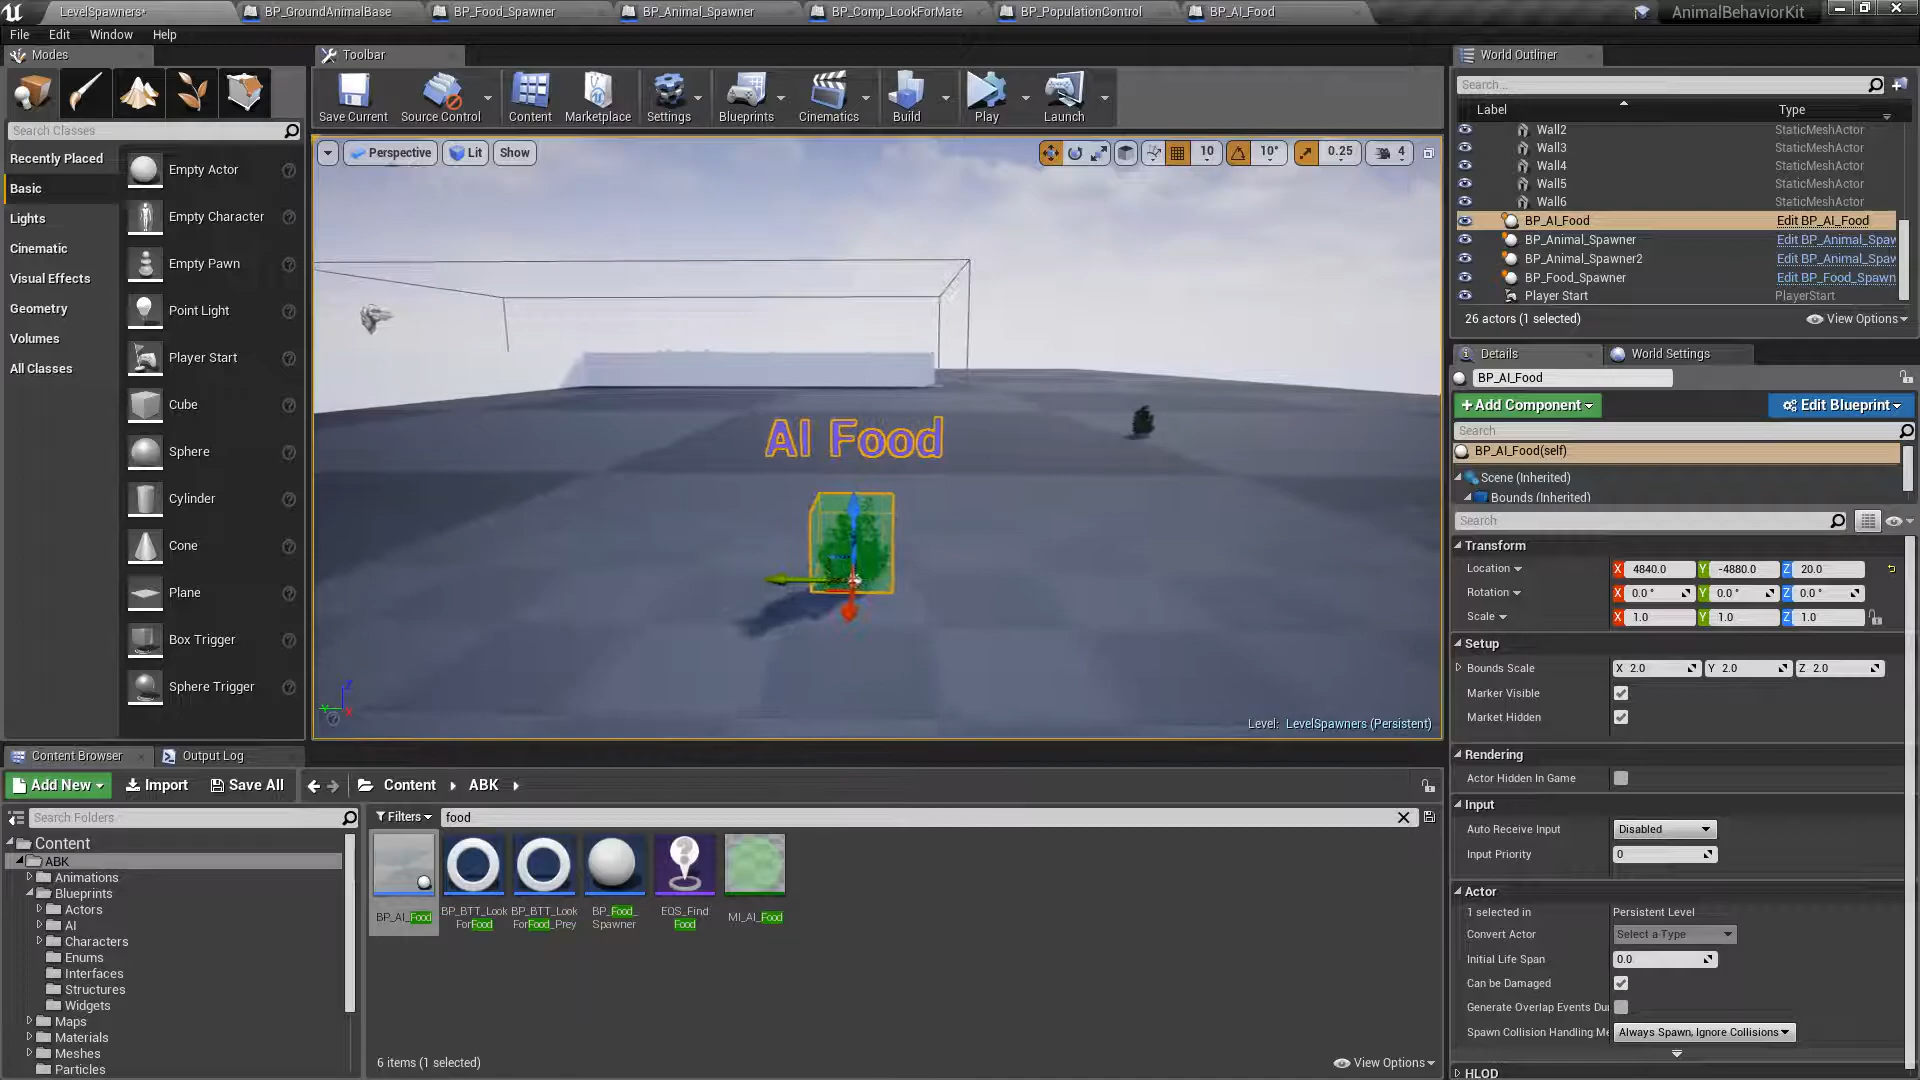 LevelSpawners*
BP_GroundAnimalBase
BP_Food_Spawner
BP_Animal_Spawner
BP_Comp_LookForMate
BP_PopulationControl
BP_AI_Food
AnimalBehaviorKit
File Edit Window Help
Modes
Toolbar
World Outliner
Save Current
Source Control
Content
Marketplace
Settings
Blueprints
Cinematics
Build
Play
Launch
Search...
Label Type
Search Classes
Recently Placed
Basic
Lights
Cinematic
Visual Effects
Geometry
Volumes
All Classes
Empty Actor
Empty Character
Empty Pawn
Point Light
Player Start
Cube
Sphere
Cylinder
Cone
Plane
Box Trigger
Sphere Trigger
Perspective
Lit
Show
10
10°
0.25
4
AI Food
Level: LevelSpawners (Persistent)
Wall2 StaticMeshActor
Wall3 StaticMeshActor
Wall4 StaticMeshActor
Wall5 StaticMeshActor
Wall6 StaticMeshActor
BP_AI_Food Edit BP_AI_Food
BP_Animal_Spawner Edit BP_Animal_Spaw
BP_Animal_Spawner2 Edit BP_Animal_Spaw
BP_Food_Spawner Edit BP_Food_Spawn
Player Start PlayerStart
26 actors (1 selected)
View Options
Details
World Settings
BP_AI_Food
+Add Component
Edit Blueprint
Search
BP_AI_Food(self)
Scene (Inherited)
Bounds (Inherited)
Search
Transform
Location X 4840.0 Y -4880.0 Z 20.0
Rotation X 0.0 ° Y 0.0 ° Z 0.0 °
Scale X 1.0 Y 1.0 Z 1.0
Setup
Bounds Scale X 2.0 Y 2.0 Z 2.0
Marker Visible
Market Hidden
Rendering
Actor Hidden In Game
Input
Auto Receive Input Disabled
Input Priority 0
Actor
1 selected in Persistent Level
Convert Actor Select a Type
Initial Life Span 0.0
Can be Damaged
Generate Overlap Events Du
Spawn Collision Handling Me Always Spawn, Ignore Collisions
HLOD
Content Browser
Output Log
Add New
Import
Save All
Content
ABK
Search Folders
Filters
food
Content
ABK
Animations
Blueprints
Actors
AI
Characters
Enums
Interfaces
Structures
Widgets
Maps
Materials
Meshes
Particles
BP_AI_Food
BP_BTT_Look
ForFood
BP_BTT_Look
ForFood_Prey
BP_Food_
Spawner
EQS_Find
Food
MI_AI_Food
6 items (1 selected)
View Options